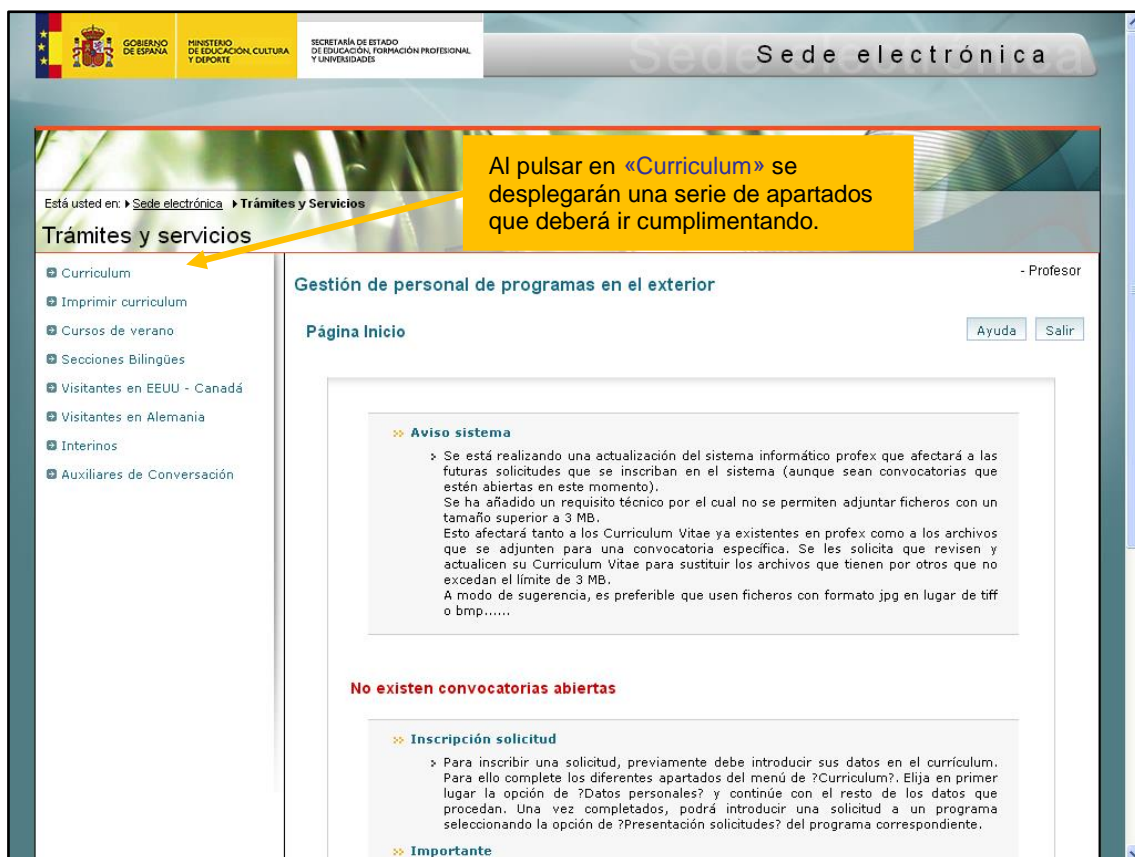 GOBIERNO
DE ESPAÑA
MINISTERIO
DE EDUCACIÓN, CULTURA
Y DEPORTE
SECRETARÍA DE ESTADO
DE EDUCACIÓN, FORMACIÓN PROFESIONAL
Y UNIVERSIDADES
Sede electrónica
Al pulsar en «Curriculum» se
desplegarán una serie de apartados
que deberá ir cumplimentando.
Está usted en: Sede electrónica Trámites y Servicios
Trámites y servicios
Curriculum
Imprimir curriculum
Cursos de verano
Secciones Bilingües
Visitantes en EEUU - Canadá
Visitantes en Alemania
Interinos
Auxiliares de Conversación
- Profesor
Gestión de personal de programas en el exterior
Página Inicio
Ayuda
Salir
Aviso sistema
Se está realizando una actualización del sistema informático profex que afectará a las
futuras solicitudes que se inscriban en el sistema (aunque sean convocatorias que
estén abiertas en este momento).
Se ha añadido un requisito técnico por el cual no se permiten adjuntar ficheros con un
tamaño superior a 3 MB.
Esto afectará tanto a los Curriculum Vitae ya existentes en profex como a los archivos
que se adjunten para una convocatoria específica. Se les solicita que revisen y
actualicen su Curriculum Vitae para sustituir los archivos que tienen por otros que no
excedan el límite de 3 MB.
A modo de sugerencia, es preferible que usen ficheros con formato jpg en lugar de tiff
o bmp......
No existen convocatorias abiertas
Inscripción solicitud
Para inscribir una solicitud, previamente debe introducir sus datos en el currículum.
Para ello complete los diferentes apartados del menú de ?Curriculum?. Elija en primer
lugar la opción de ?Datos personales? y continúe con el resto de los datos que
procedan. Una vez completados, podrá introducir una solicitud a un programa
seleccionando la opción de ?Presentación solicitudes? del programa correspondiente.
Importante